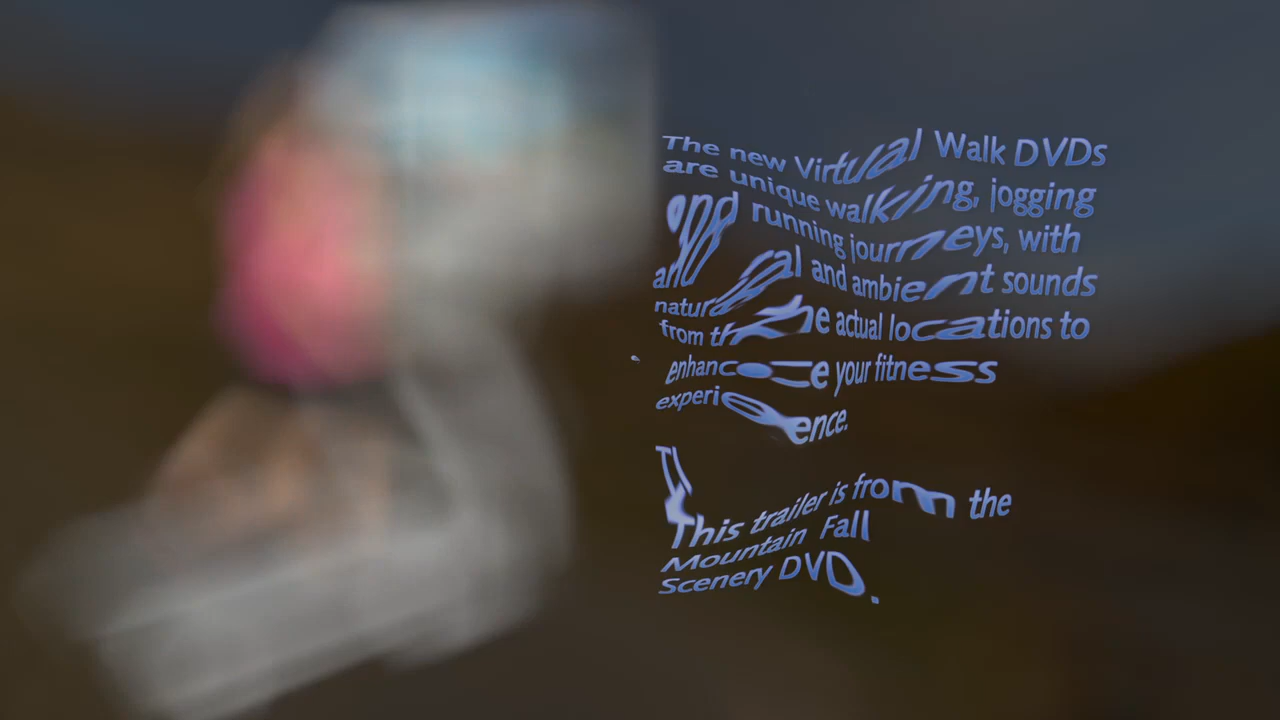 The new Virtual Walk DVDs
are unique walking, jogging
and running journeys, with
natural and ambient sounds
from the actual locations to
enhance your fitness
experience.
This trailer is from the
Mountain Fall
Scenery DVD.